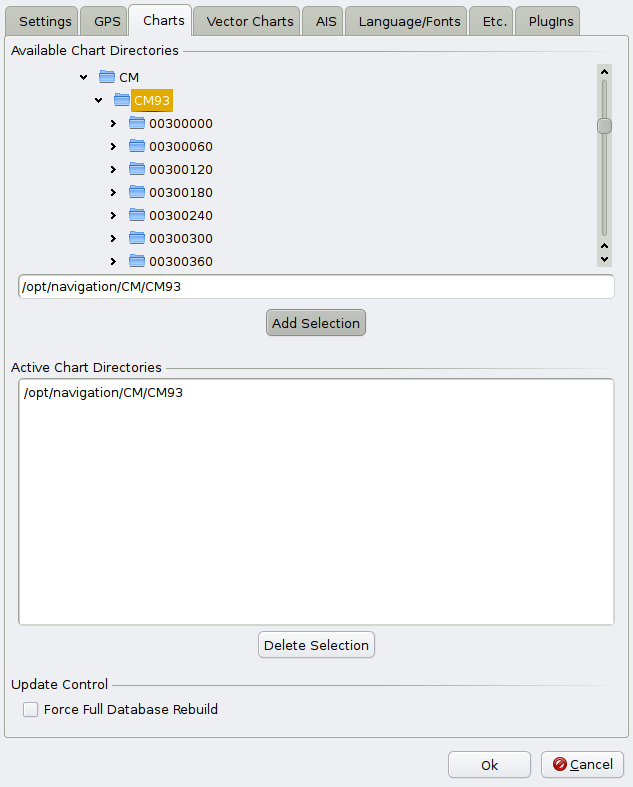 Settings GPS Charts Vector Charts AIS Language/Fonts Etc. PlugIns
Available Chart Directories
CM
CM93
00300000
00300060
00300120
00300180
00300240
00300300
00300360
/opt/navigation/CM/CM93
Add Selection
Active Chart Directories
/opt/navigation/CM/CM93
Delete Selection
Update Control
Force Full Database Rebuild
Ok Cancel